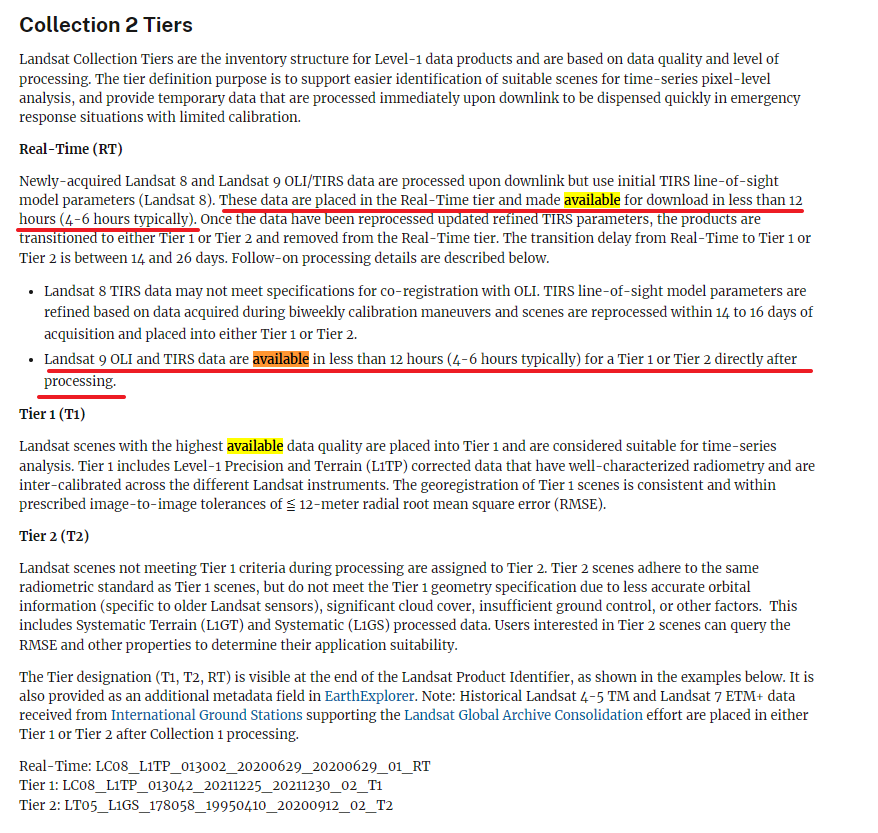 Collection 2 Tiers
Landsat Collection Tiers are the inventory structure for Level-1 data products and are based on data quality and level of
processing. The tier definition purpose is to support easier identification of suitable scenes for time-series pixel-level
analysis, and provide temporary data that are processed immediately upon downlink to be dispensed quickly in emergency
response situations with limited calibration.
Real-Time (RT)
Newly-acquired Landsat 8 and Landsat 9 OLI/TIRS data are processed upon downlink but use initial TIRS line-of-sight
model parameters (Landsat 8). These data are placed in the Real-Time tier and made available for download in less than 12
hours (4-6 hours typically). Once the data have been reprocessed updated refined TIRS parameters, the products are
transitioned to either Tier 1 or Tier 2 and removed from the Real-Time tier. The transition delay from Real-Time to Tier 1 or
Tier 2 is between 14 and 26 days. Follow-on processing details are described below.
• Landsat 8 TIRS data may not meet specifications for co-registration with OLI. TIRS line-of-sight model parameters are
refined based on data acquired during biweekly calibration maneuvers and scenes are reprocessed within 14 to 16 days of
acquisition and placed into either Tier 1 or Tier 2.
• Landsat 9 OLI and TIRS data are available in less than 12 hours (4-6 hours typically) for a Tier 1 or Tier 2 directly after
processing.
Tier 1 (T1)
Landsat scenes with the highest available data quality are placed into Tier 1 and are considered suitable for time-series
analysis. Tier 1 includes Level-1 Precision and Terrain (L1TP) corrected data that have well-characterized radiometry and are
inter-calibrated across the different Landsat instruments. The georegistration of Tier 1 scenes is consistent and within
prescribed image-to-image tolerances of ≦ 12-meter radial root mean square error (RMSE).
Tier 2 (T2)
Landsat scenes not meeting Tier 1 criteria during processing are assigned to Tier 2. Tier 2 scenes adhere to the same
radiometric standard as Tier 1 scenes, but do not meet the Tier 1 geometry specification due to less accurate orbital
information (specific to older Landsat sensors), significant cloud cover, insufficient ground control, or other factors.  This
includes Systematic Terrain (L1GT) and Systematic (L1GS) processed data. Users interested in Tier 2 scenes can query the
RMSE and other properties to determine their application suitability.
The Tier designation (T1, T2, RT) is visible at the end of the Landsat Product Identifier, as shown in the examples below. It is
also provided as an additional metadata field in EarthExplorer. Note: Historical Landsat 4-5 TM and Landsat 7 ETM+ data
received from International Ground Stations supporting the Landsat Global Archive Consolidation effort are placed in either
Tier 1 or Tier 2 after Collection 1 processing.
Real-Time: LC08_L1TP_013002_20200629_20200629_01_RT
Tier 1: LC08_L1TP_013042_20211225_20211230_02_T1
Tier 2: LT05_L1GS_178058_19950410_20200912_02_T2